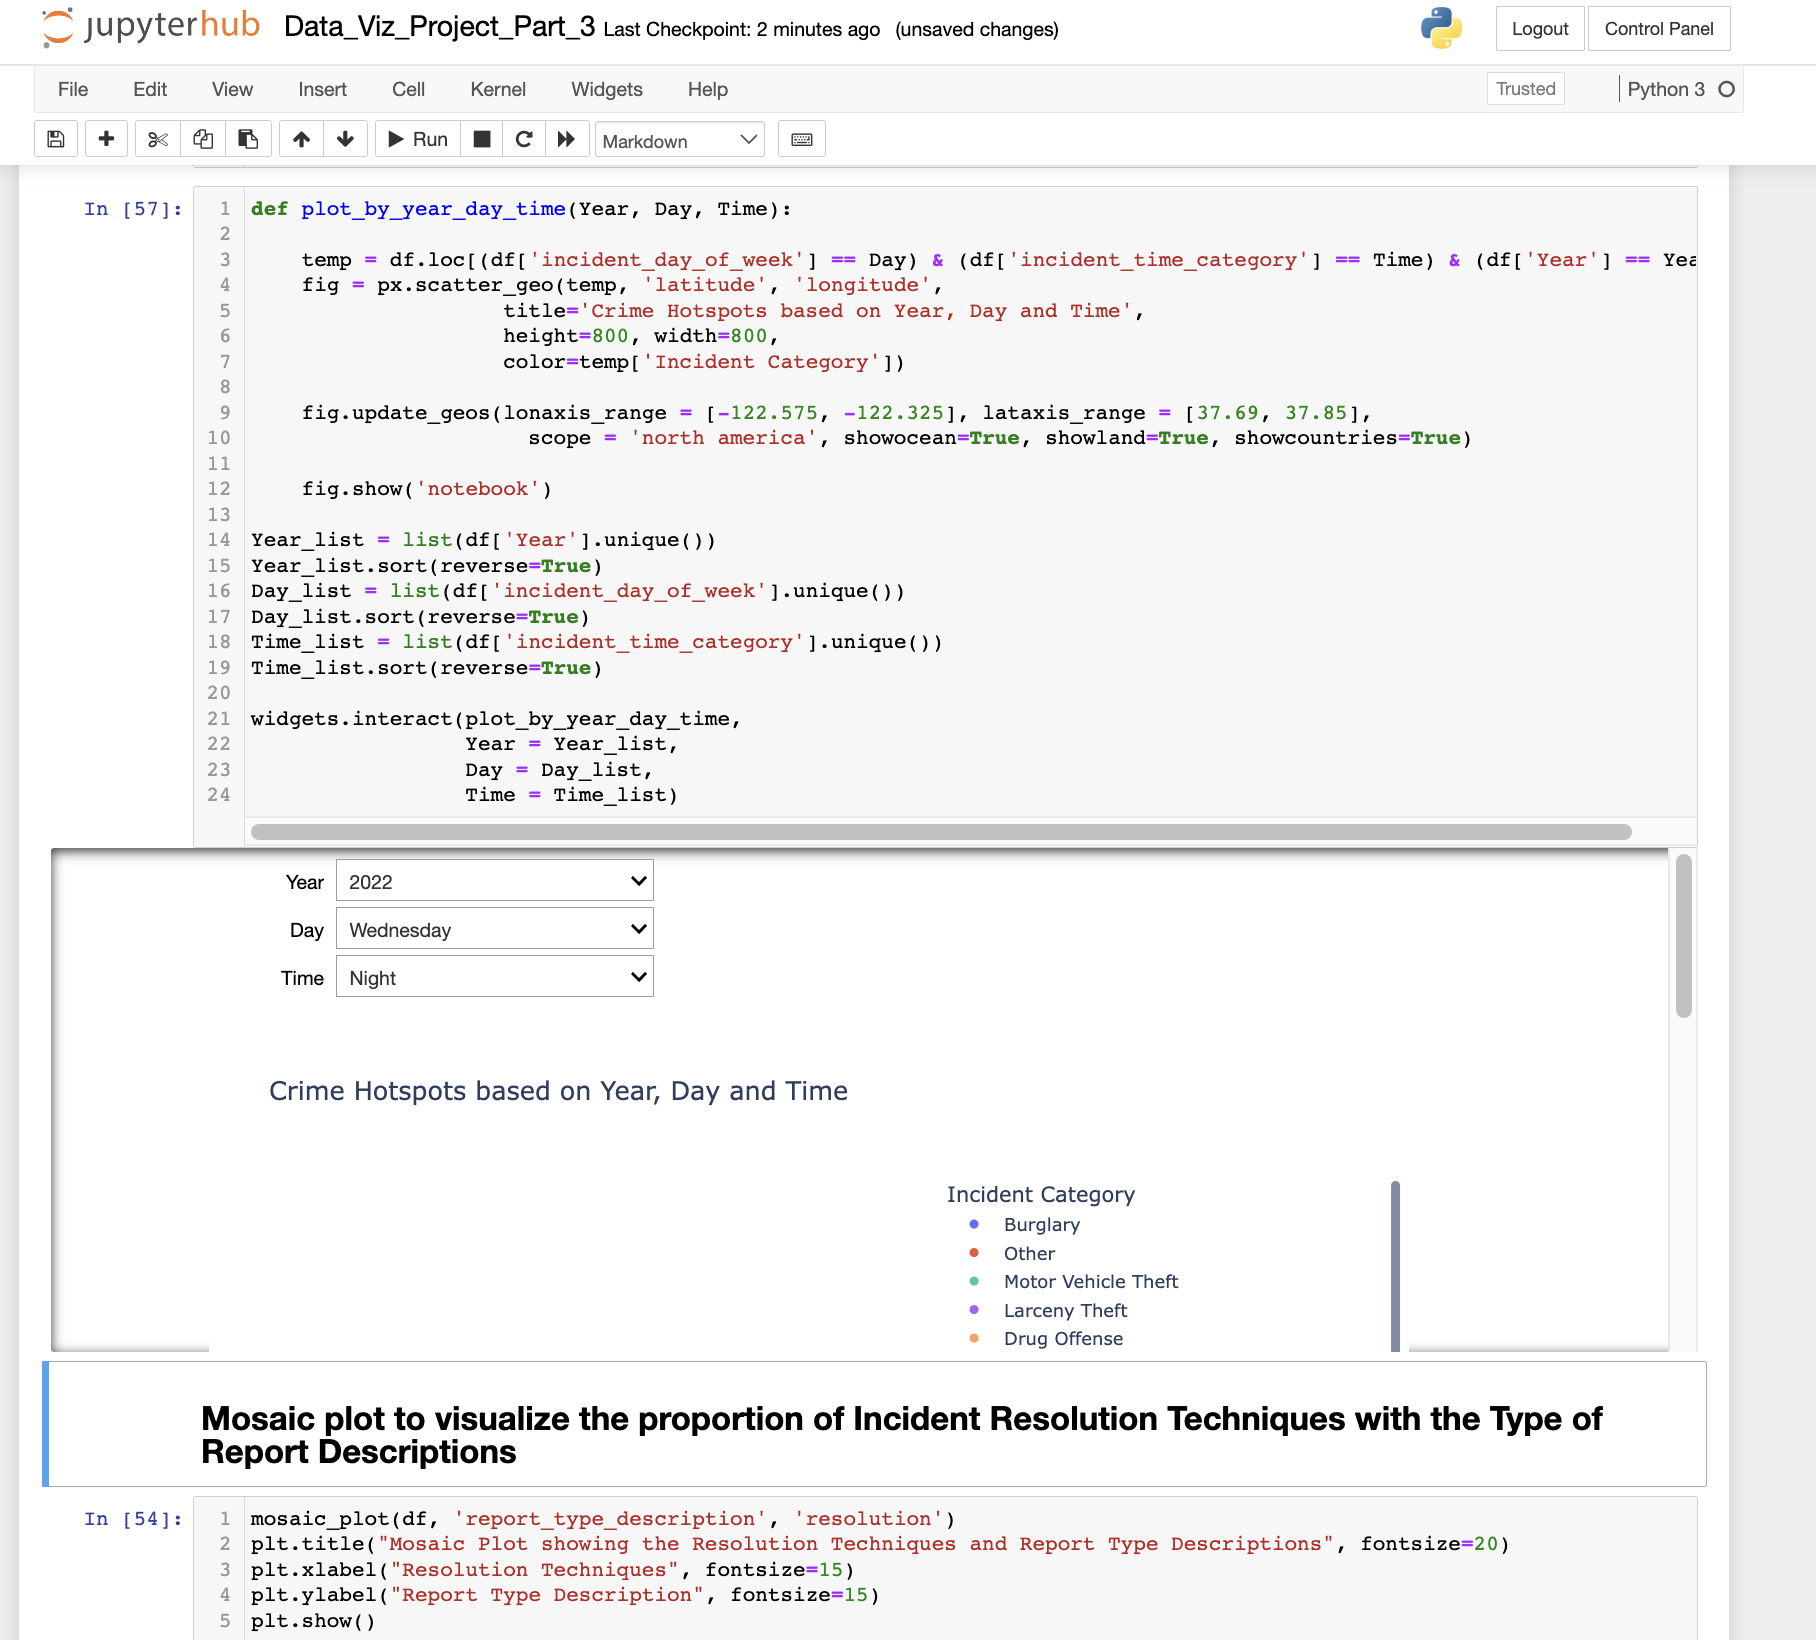 jupyterhub Data_Viz_Project_Part_3 Last Checkpoint: 2 minutes ago (unsaved changes) Logout Control Panel
File Edit View Insert Cell Kernel Widgets Help Trusted Python 3
Run Markdown
In [57]:
1 def plot_by_year_day_time(Year, Day, Time):
2
3     temp = df.loc[(df['incident_day_of_week'] == Day) & (df['incident_time_category'] == Time) & (df['Year'] == Yea
4     fig = px.scatter_geo(temp, 'latitude', 'longitude',
5                     title='Crime Hotspots based on Year, Day and Time',
6                     height=800, width=800,
7                     color=temp['Incident Category'])
8
9     fig.update_geos(lonaxis_range = [-122.575, -122.325], lataxis_range = [37.69, 37.85],
10                       scope = 'north america', showocean=True, showland=True, showcountries=True)
11
12     fig.show('notebook')
13
14 Year_list = list(df['Year'].unique())
15 Year_list.sort(reverse=True)
16 Day_list = list(df['incident_day_of_week'].unique())
17 Day_list.sort(reverse=True)
18 Time_list = list(df['incident_time_category'].unique())
19 Time_list.sort(reverse=True)
20
21 widgets.interact(plot_by_year_day_time,
22                  Year = Year_list,
23                  Day = Day_list,
24                  Time = Time_list)
Year 2022
Day Wednesday
Time Night
Crime Hotspots based on Year, Day and Time
Incident Category
Burglary
Other
Motor Vehicle Theft
Larceny Theft
Drug Offense
Mosaic plot to visualize the proportion of Incident Resolution Techniques with the Type of
Report Descriptions
In [54]:
1 mosaic_plot(df, 'report_type_description', 'resolution')
2 plt.title("Mosaic Plot showing the Resolution Techniques and Report Type Descriptions", fontsize=20)
3 plt.xlabel("Resolution Techniques", fontsize=15)
4 plt.ylabel("Report Type Description", fontsize=15)
5 plt.show()